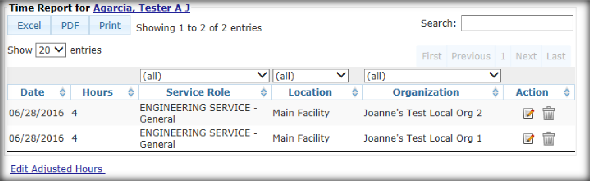 Time Report for Agarcia, Tester A J
Excel PDF Print Showing 1 to 2 of 2 entries Search:
Show 20 entries
First Previous 1 Next Last
(all) (all) (all)
Date Hours Service Role Location Organization Action
06/28/2016 4 ENGINEERING SERVICE - General Main Facility Joanne's Test Local Org 2
06/28/2016 4 ENGINEERING SERVICE - General Main Facility Joanne's Test Local Org 1
Edit Adjusted Hours